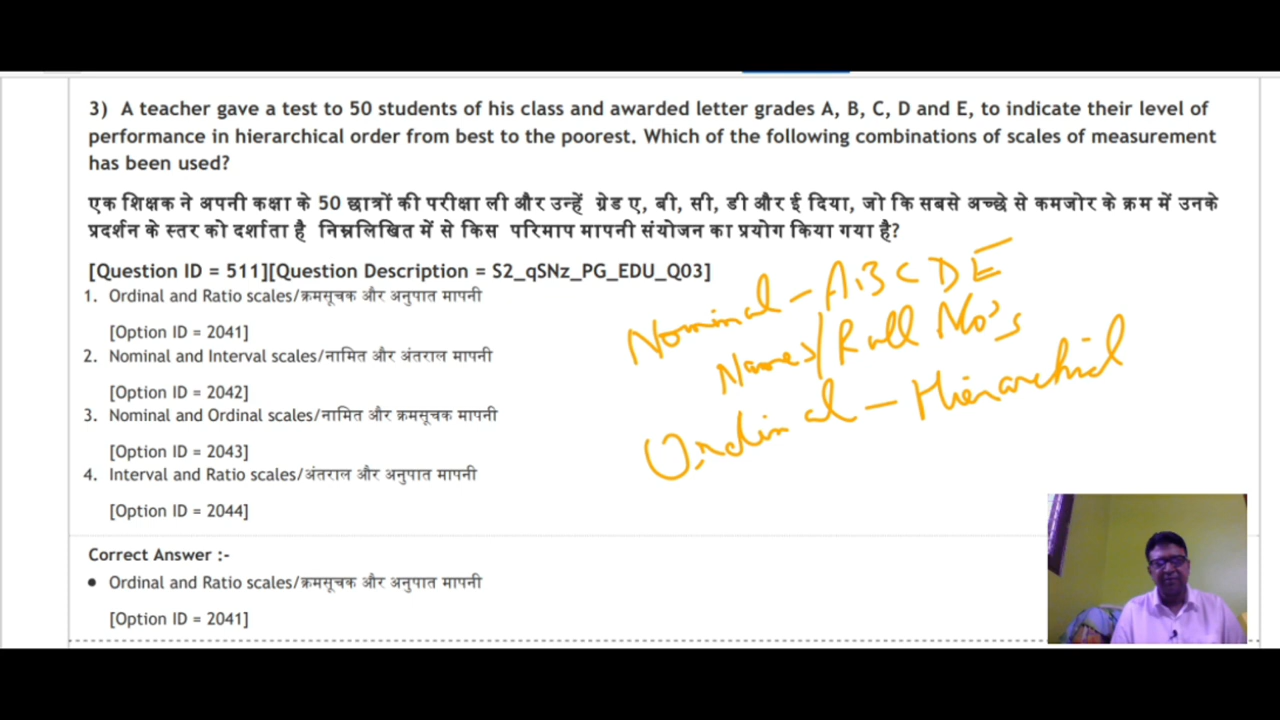 3) A teacher gave a test to 50 students of his class and awarded letter grades A, B, C, D and E, to indicate their level of
performance in hierarchical order from best to the poorest. Which of the following combinations of scales of measurement
has been used?
एक शिक्षक ने अपनी कक्षा के 50 छात्रों की परीक्षा ली और उन्हें ग्रेड ए, बी, सी, डी और ई दिया, जो कि सबसे अच्छे से कमजोर के क्रम में उनके
प्रदर्शन के स्तर को दर्शाता है निम्नलिखित में से किस परिमाप मापनी संयोजन का प्रयोग किया गया है?
[Question ID = 511][Question Description = S2_qSNz_PG_EDU_Q03]
1. Ordinal and Ratio scales/क्रमसूचक और अनुपात मापनी
[Option ID = 2041]
2. Nominal and Interval scales/नामित और अंतराल मापनी
[Option ID = 2042]
3. Nominal and Ordinal scales/नामित और क्रमसूचक मापनी
[Option ID = 2043]
4. Interval and Ratio scales/अंतराल और अनुपात मापनी
[Option ID = 2044]
Nominal - A B C D E
Names/Roll No's
Ordinal - Hierarchical
Correct Answer :-
• Ordinal and Ratio scales/क्रमसूचक और अनुपात मापनी
[Option ID = 2041]